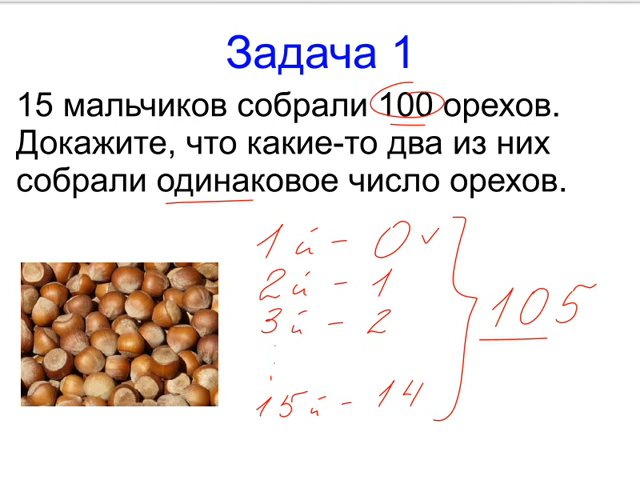 Задача 1
15 мальчиков собрали 100 орехов.
Докажите, что какие-то два из них
собрали одинаковое число орехов.
1й - 0 ✓
2й - 1
3й - 2
⋮
15й - 14
105